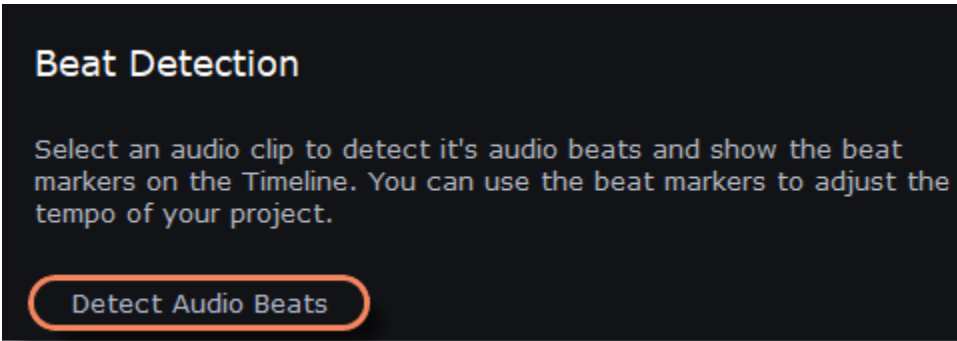 Beat Detection
Select an audio clip to detect it's audio beats and show the beat
markers on the Timeline. You can use the beat markers to adjust the
tempo of your project.
Detect Audio Beats